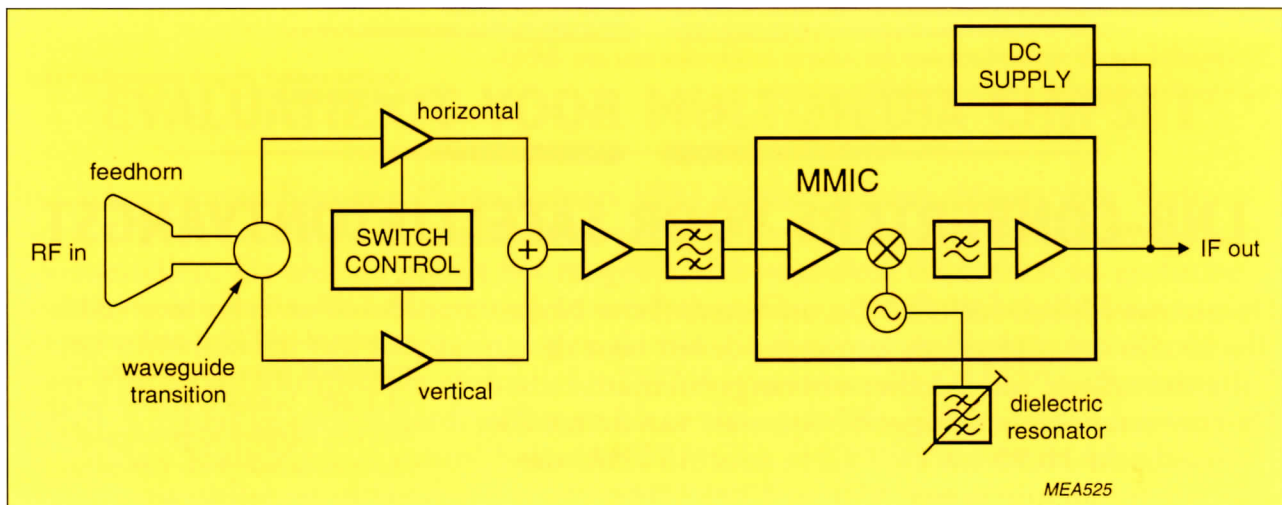 DC
SUPPLY
horizontal
feedhorn
MMIC
RF in
SWITCH
CONTROL
IF out
waveguide
transition
vertical
dielectric
resonator
MEA525